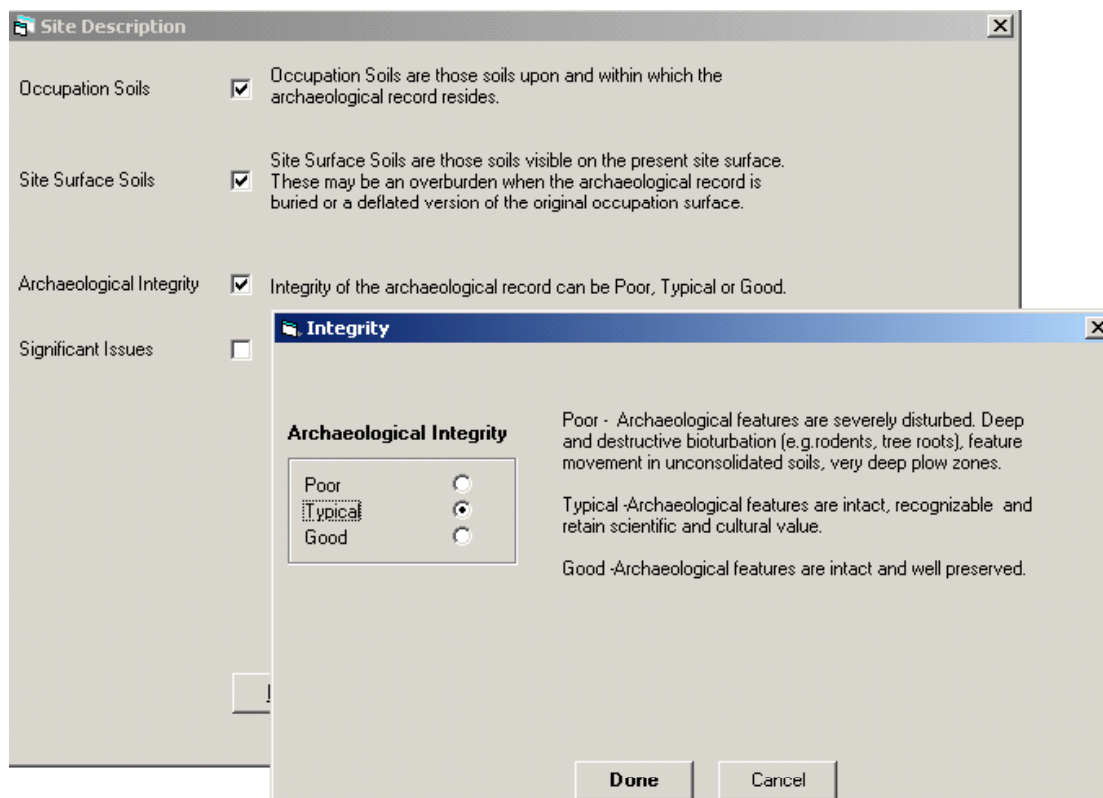 Site Description
Occupation Soils
Occupation Soils are those soils upon and within which the
archaeological record resides.
Site Surface Soils
Site Surface Soils are those soils visible on the present site surface.
These may be an overburden when the archaeological record is
buried or a deflated version of the original occupation surface.
Archaeological Integrity
Integrity of the archaeological record can be Poor, Typical or Good.
Significant Issues
Integrity
Archaeological Integrity
Poor
Typical
Good
Poor - Archaeological features are severely disturbed. Deep
and destructive bioturbation (e.g.rodents, tree roots), feature
movement in unconsolidated soils, very deep plow zones.
Typical -Archaeological features are intact, recognizable and
retain scientific and cultural value.
Good -Archaeological features are intact and well preserved.
Done
Cancel